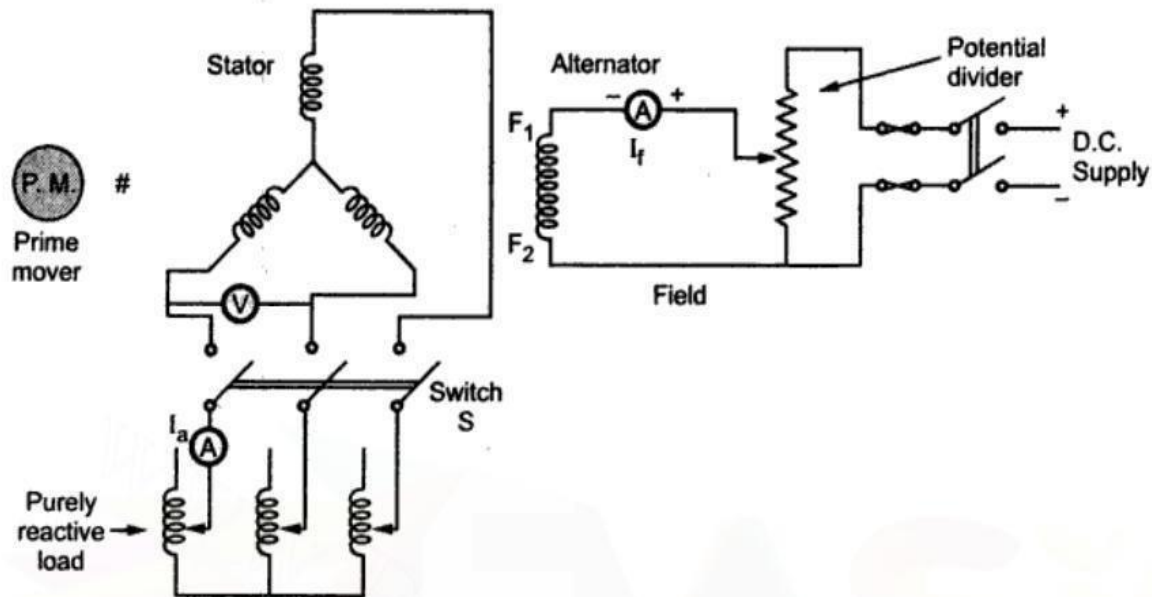 Stator
Alternator
Potential
divider
P. M.
#
Prime
mover
F1
− A +
If
F2
Field
+
D.C.
Supply
−
V
Switch
S
Ia
A
Purely
reactive
load